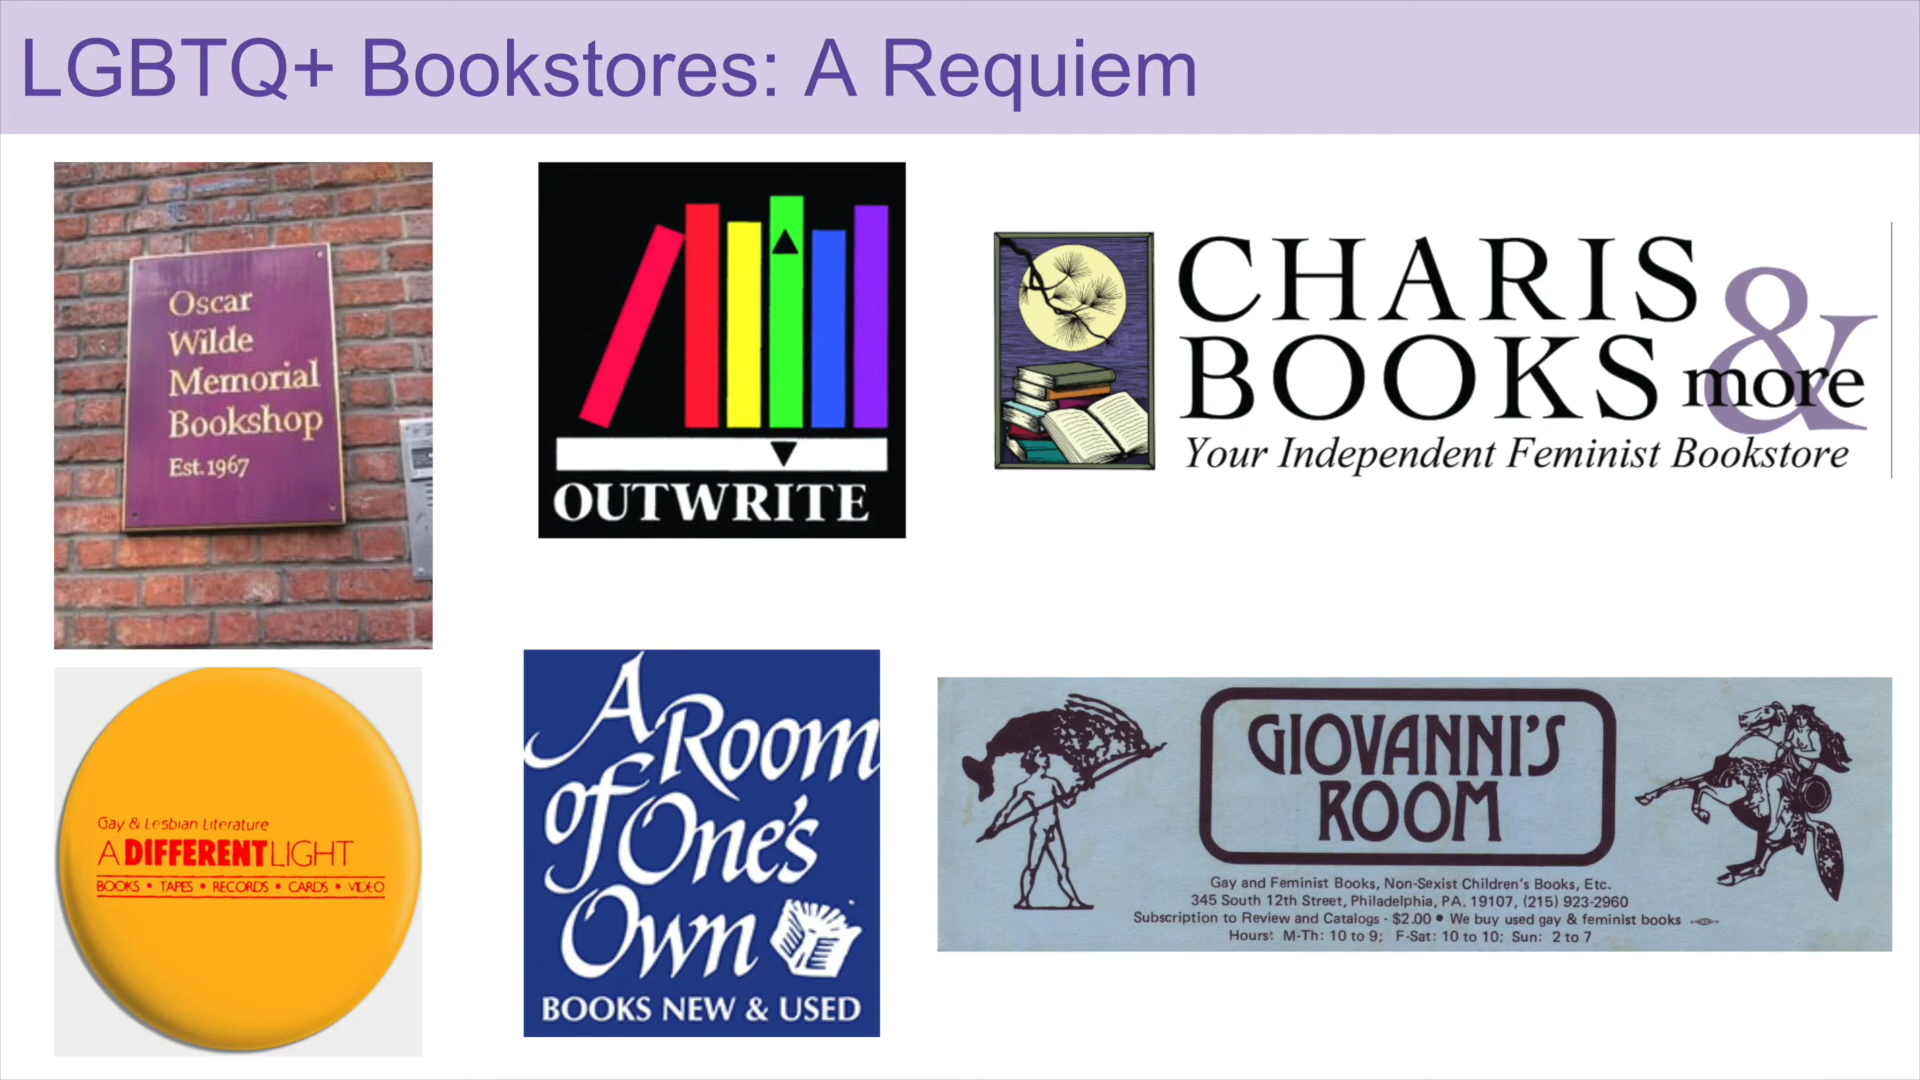 LGBTQ+ Bookstores: A Requiem
Oscar
Wilde
Memorial
Bookshop
Est. 1967
OUTWRITE
CHARIS
BOOKS & more
Your Independent Feminist Bookstore
Gay & Lesbian Literature
A DIFFERENT LIGHT
BOOKS • TAPES • RECORDS • CARDS • VIDEO
A Room
of One's
Own
BOOKS NEW & USED
GIOVANNI'S
ROOM
Gay and Feminist Books, Non-Sexist Children's Books, Etc.
345 South 12th Street, Philadelphia, PA. 19107, (215) 923-2960
Subscription to Review and Catalogs - $2.00 • We buy used gay & feminist books
Hours: M-Th: 10 to 9; F-Sat: 10 to 10; Sun: 2 to 7